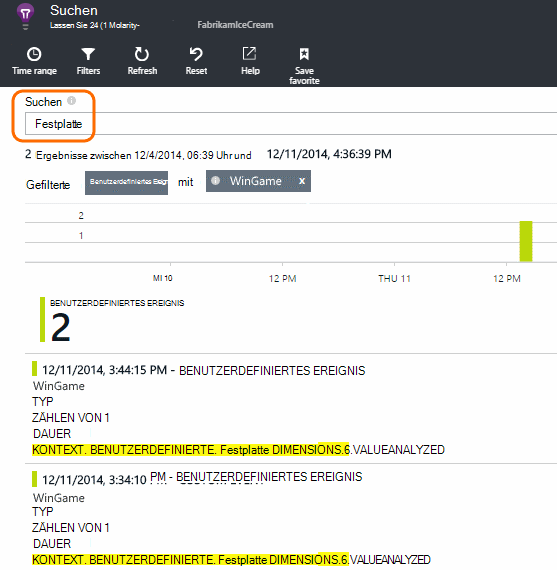 Suchen
Lassen Sie 24 (1 Molarity-
FabrikamIceCream
Time range
Filters
Refresh
Reset
Help
Save favorite
Suchen
Festplatte
2 Ergebnisse zwischen 12/4/2014, 06:39 Uhr und 12/11/2014, 4:36:39 PM
Gefilterte Benutzerdefiniertes Ereign mit WinGame x
2
1
MI 10
12 PM
THU 11
12 PM
BENUTZERDEFINIERTES EREIGNIS
2
12/11/2014, 3:44:15 PM - BENUTZERDEFINIERTES EREIGNIS
WinGame
TYP
ZÄHLEN VON 1
DAUER
KONTEXT. BENUTZERDEFINIERTE. Festplatte DIMENSIONS.6.VALUEANALYZED
12/11/2014, 3:34:10 PM - BENUTZERDEFINIERTES EREIGNIS
WinGame
TYP
ZÄHLEN VON 1
DAUER
KONTEXT. BENUTZERDEFINIERTE. Festplatte DIMENSIONS.6.VALUEANALYZED